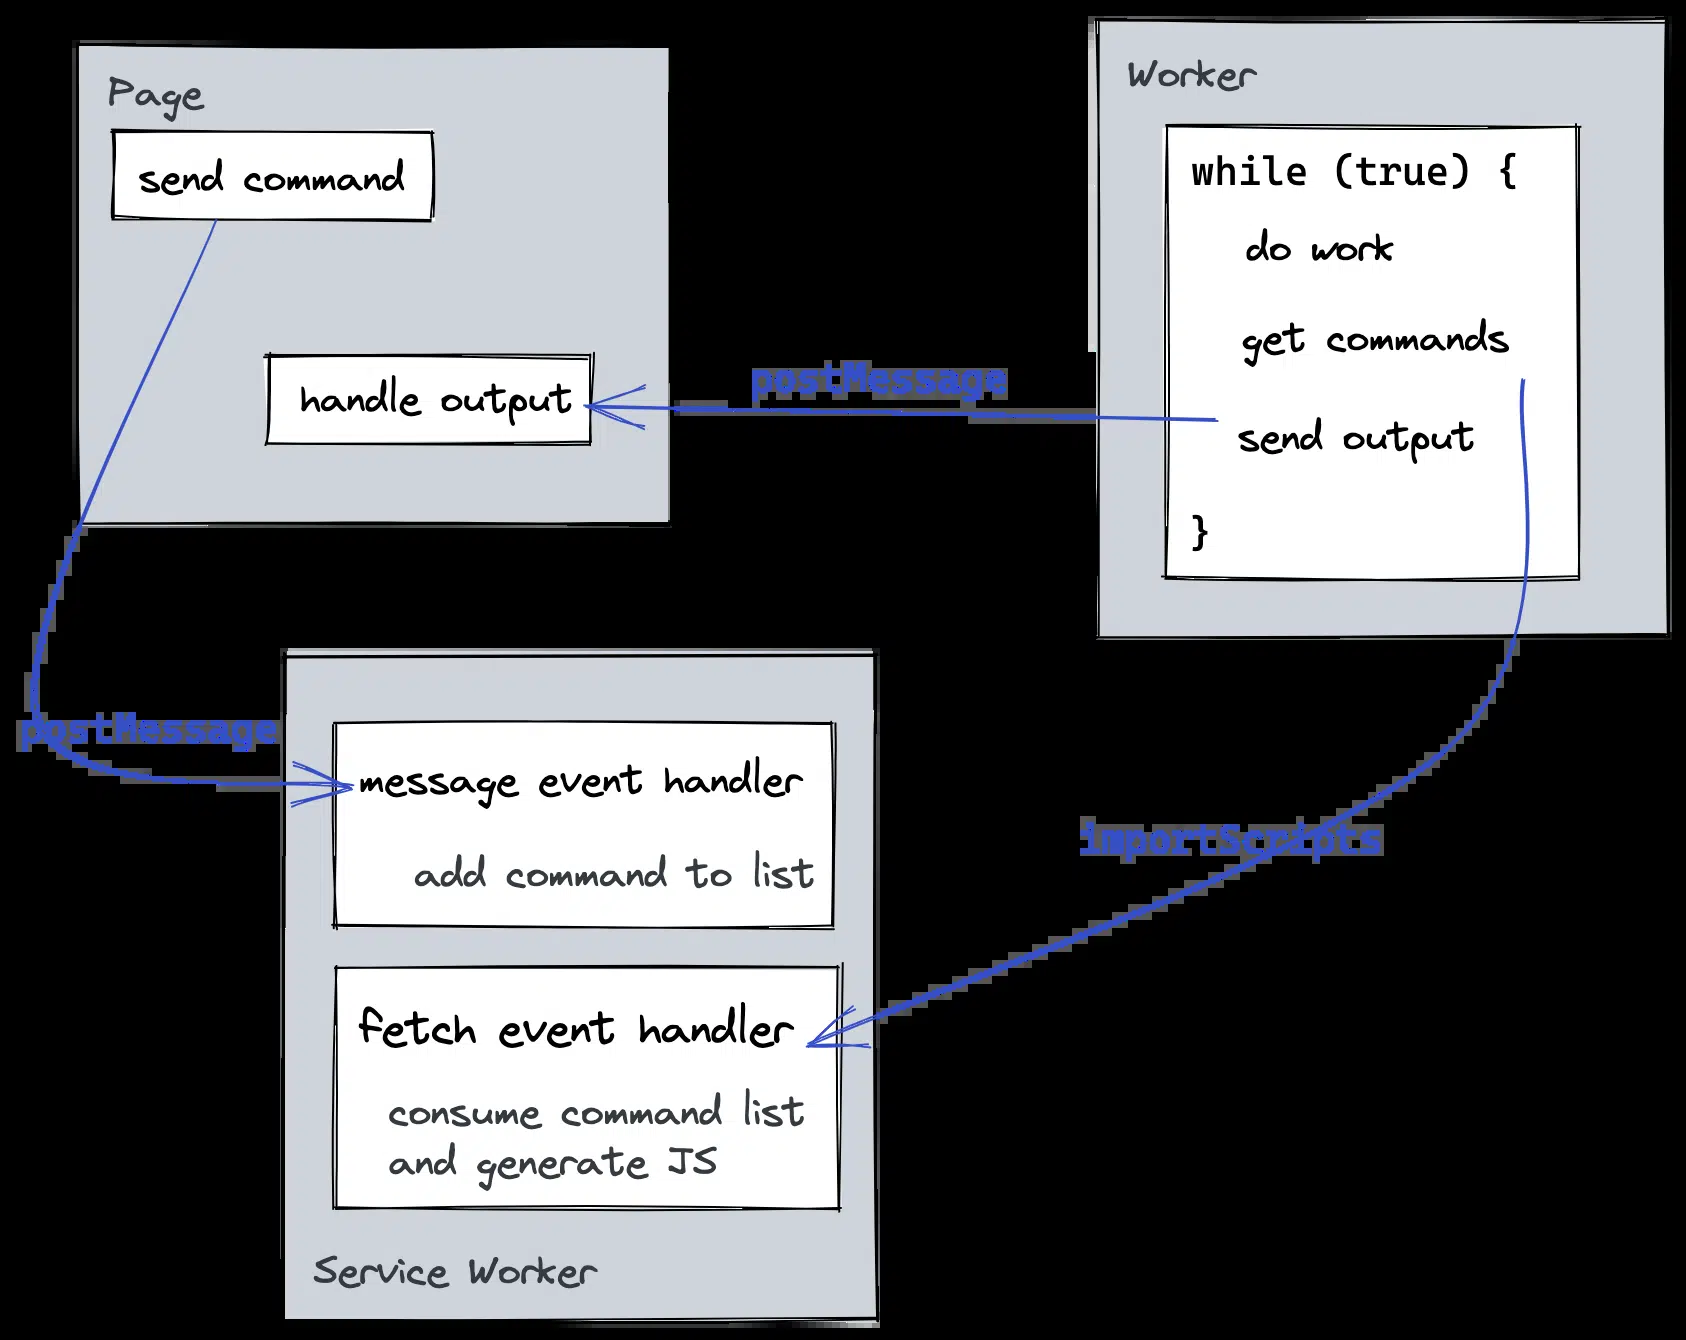 Page
send command
handle output
postMessage
Worker
while (true) {
do work
get commands
send output
}
postMessage
importScripts
message event handler
add command to list
fetch event handler
consume command list
and generate JS
Service Worker